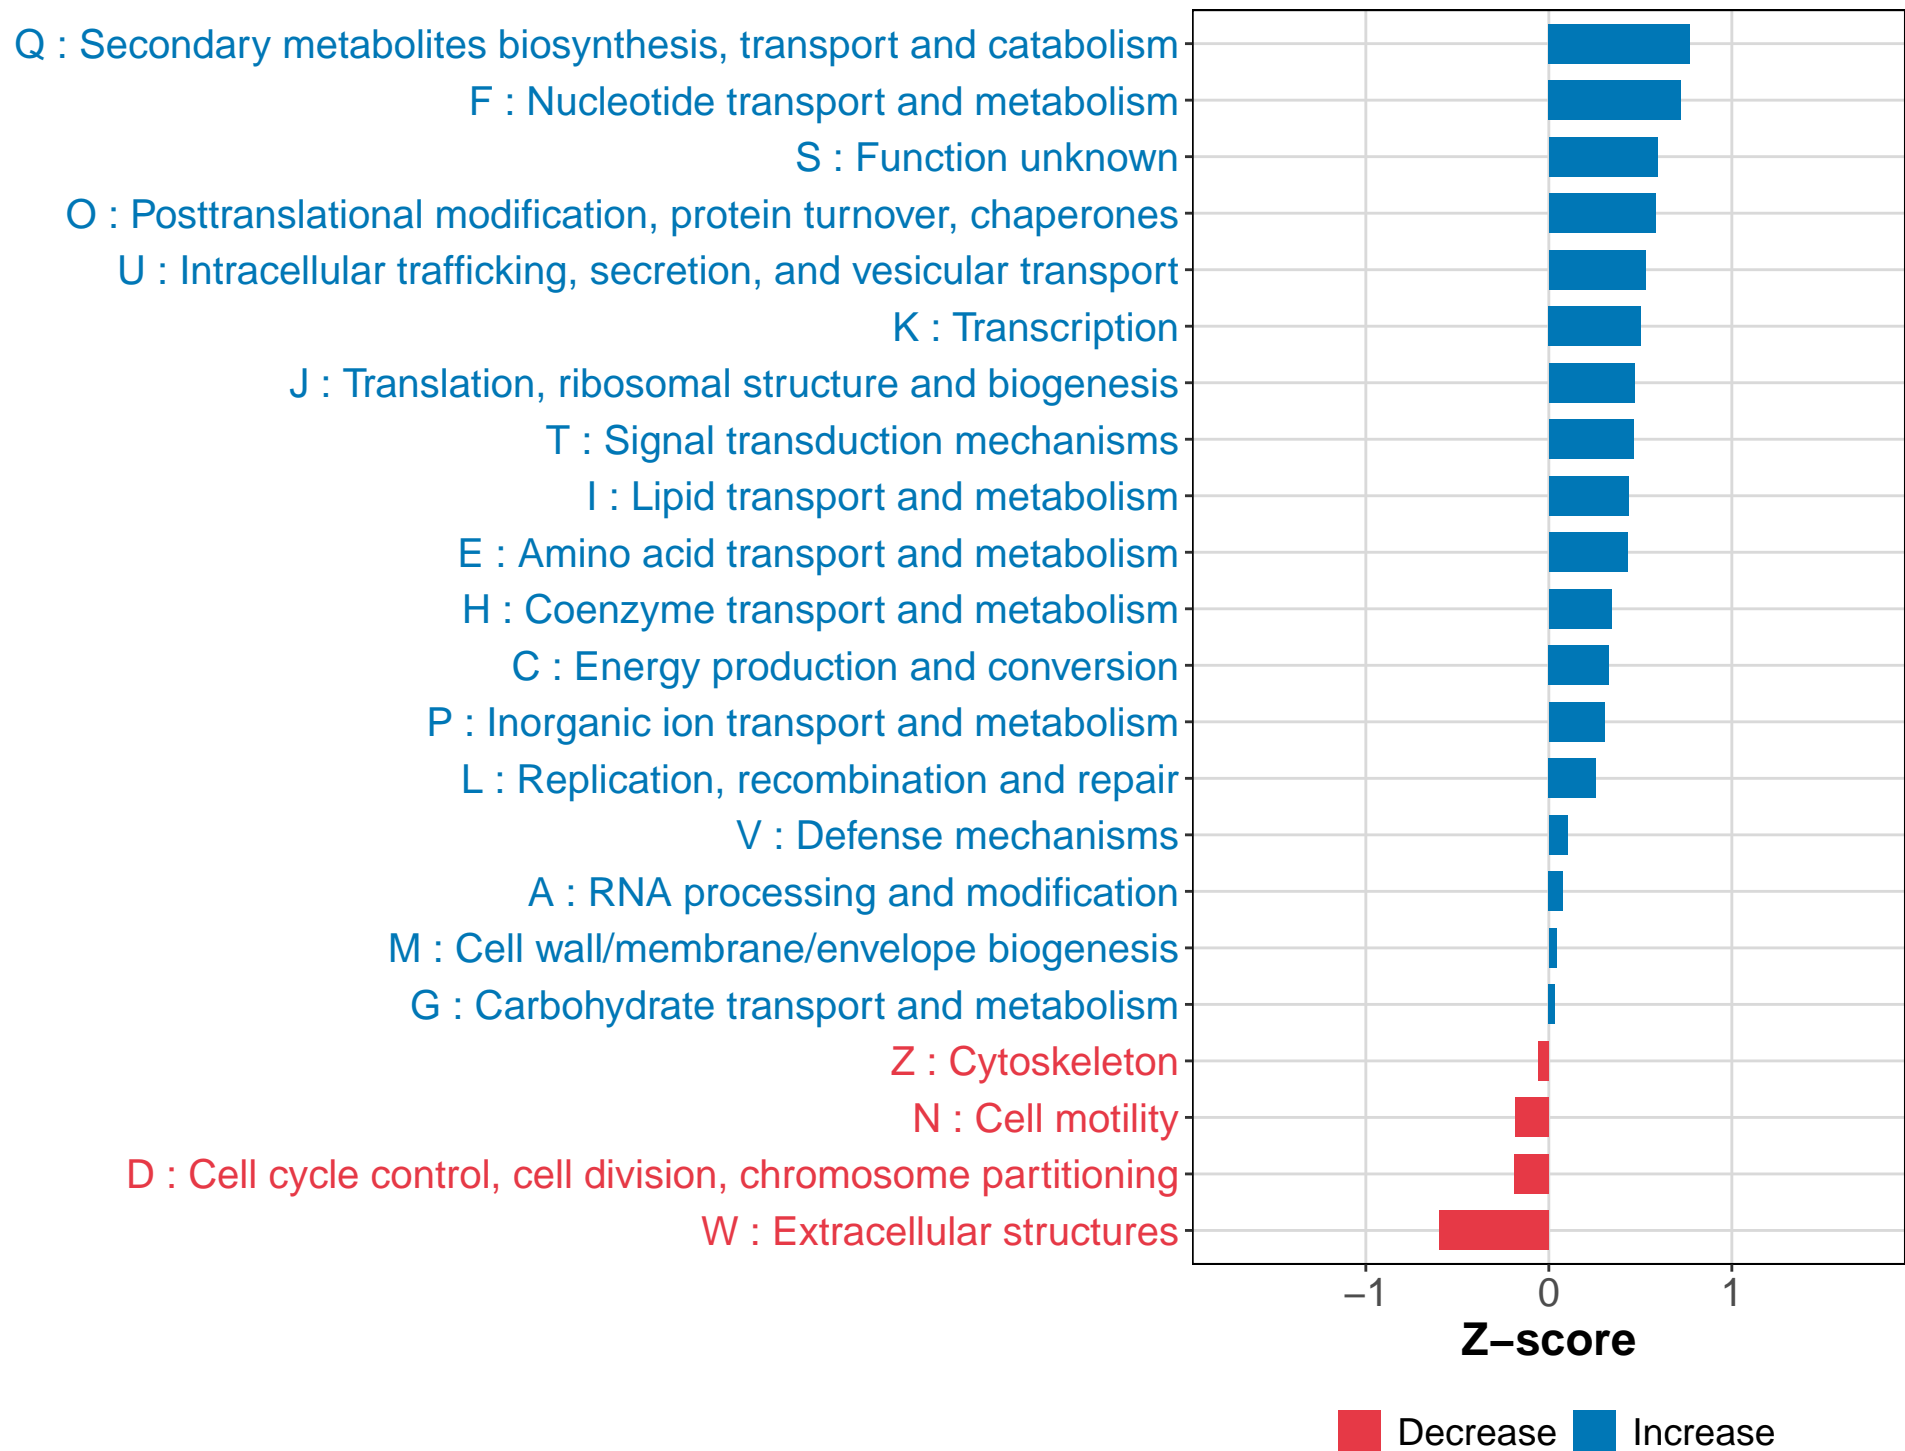 Q : Secondary metabolites biosynthesis, transport and catabolism
F : Nucleotide transport and metabolism
S : Function unknown
O : Posttranslational modification, protein turnover, chaperones
U : Intracellular trafficking, secretion, and vesicular transport
K : Transcription
J : Translation, ribosomal structure and biogenesis
T : Signal transduction mechanisms
I : Lipid transport and metabolism
E : Amino acid transport and metabolism
H : Coenzyme transport and metabolism
C : Energy production and conversion
P : Inorganic ion transport and metabolism
L : Replication, recombination and repair
V : Defense mechanisms
A : RNA processing and modification
M : Cell wall/membrane/envelope biogenesis
G : Carbohydrate transport and metabolism
Z : Cytoskeleton
N : Cell motility
D : Cell cycle control, cell division, chromosome partitioning
W : Extracellular structures
−1 0 1
Z−score
Decrease Increase